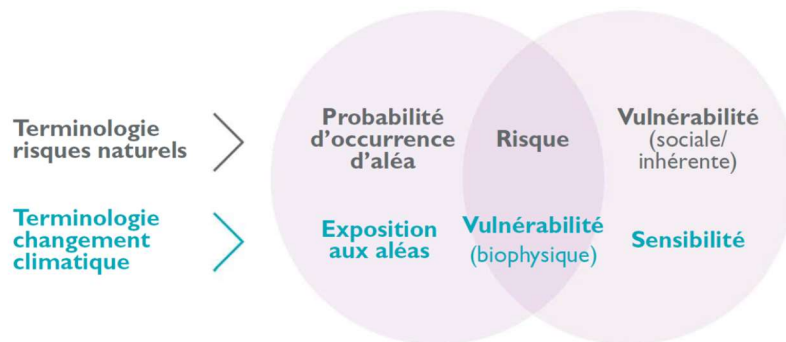 Terminologie
risques naturels
Probabilité
d'occurrence
d'aléa
Risque
Vulnérabilité
(sociale/
inhérente)
Terminologie
changement
climatique
Exposition
aux aléas
Vulnérabilité
(biophysique)
Sensibilité